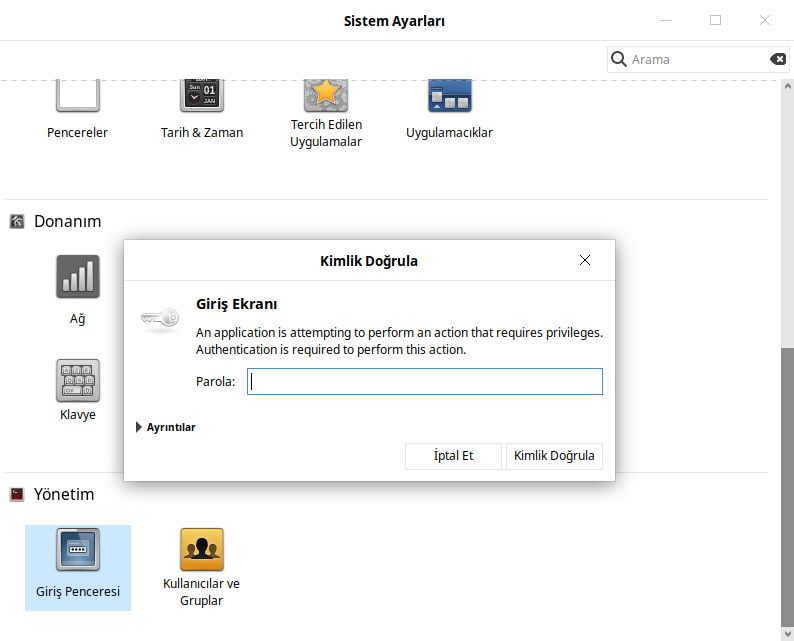 Sistem Ayarları
Arama
Pencereler
Sun 01
JAN
Tarih & Zaman
Tercih Edilen
Uygulamalar
Uygulamacıklar
Donanım
Ağ
Klavye
Kimlik Doğrula
Giriş Ekranı
An application is attempting to perform an action that requires privileges.
Authentication is required to perform this action.
Parola:
Ayrıntılar
İptal Et
Kimlik Doğrula
Yönetim
Giriş Penceresi
Kullanıcılar ve
Gruplar